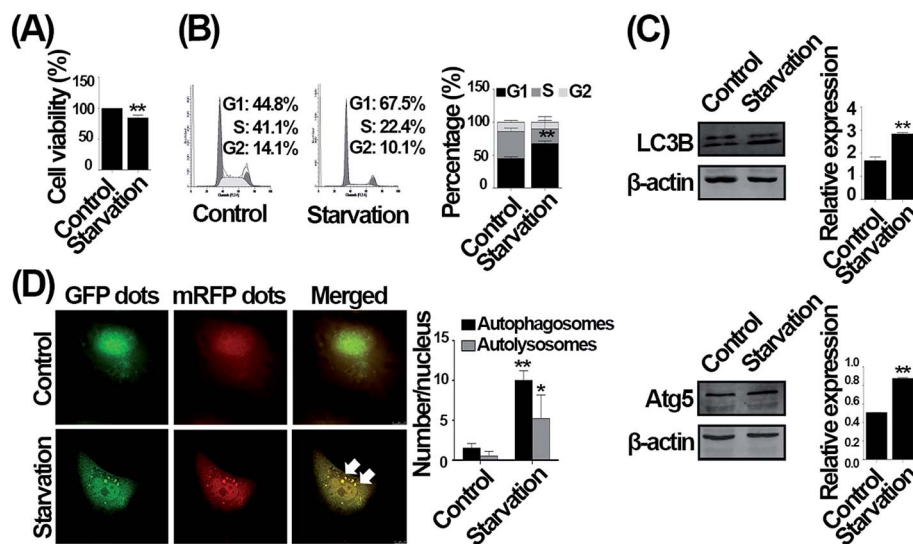 (A)
Cell viability (%)
150
100
50
0
Control
Starvation
**
(B)
G1: 44.8%
S: 41.1%
G2: 14.1%
Control
G1: 67.5%
S: 22.4%
G2: 10.1%
Starvation
G1 S G2
Percentage (%)
150
100
50
0
**
Control
Starvation
(C)
Control
Starvation
LC3B
β-actin
Relative expression
4
3
2
1
0
**
Control
Starvation
Control
Starvation
Atg5
β-actin
Relative expression
1.0
0.8
0.6
0.4
0.2
0.0
**
Control
Starvation
(D)
GFP dots mRFP dots Merged
Control
Starvation
Number/nucleus
15
10
5
0
Autophagosomes
Autolysosomes
**
*
Control
Starvation